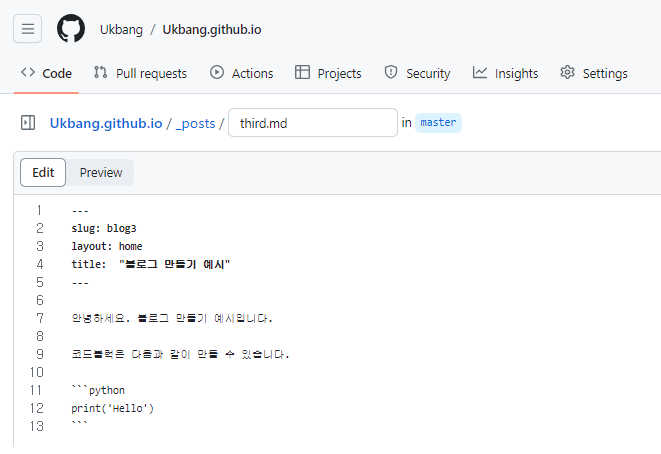 Ukbang / Ukbang.github.io
Code Pull requests Actions Projects Security Insights Settings
Ukbang.github.io / _posts / third.md in master
Edit Preview
1 ---
2 slug: blog3
3 layout: home
4 title:  "블로그 만들기 예시"
5 ---
6
7 안녕하세요. 블로그 만들기 예시입니다.
8
9 코드블럭은 다음과 같이 만들 수 있습니다.
10
11 ```python
12 print('Hello')
13 ```